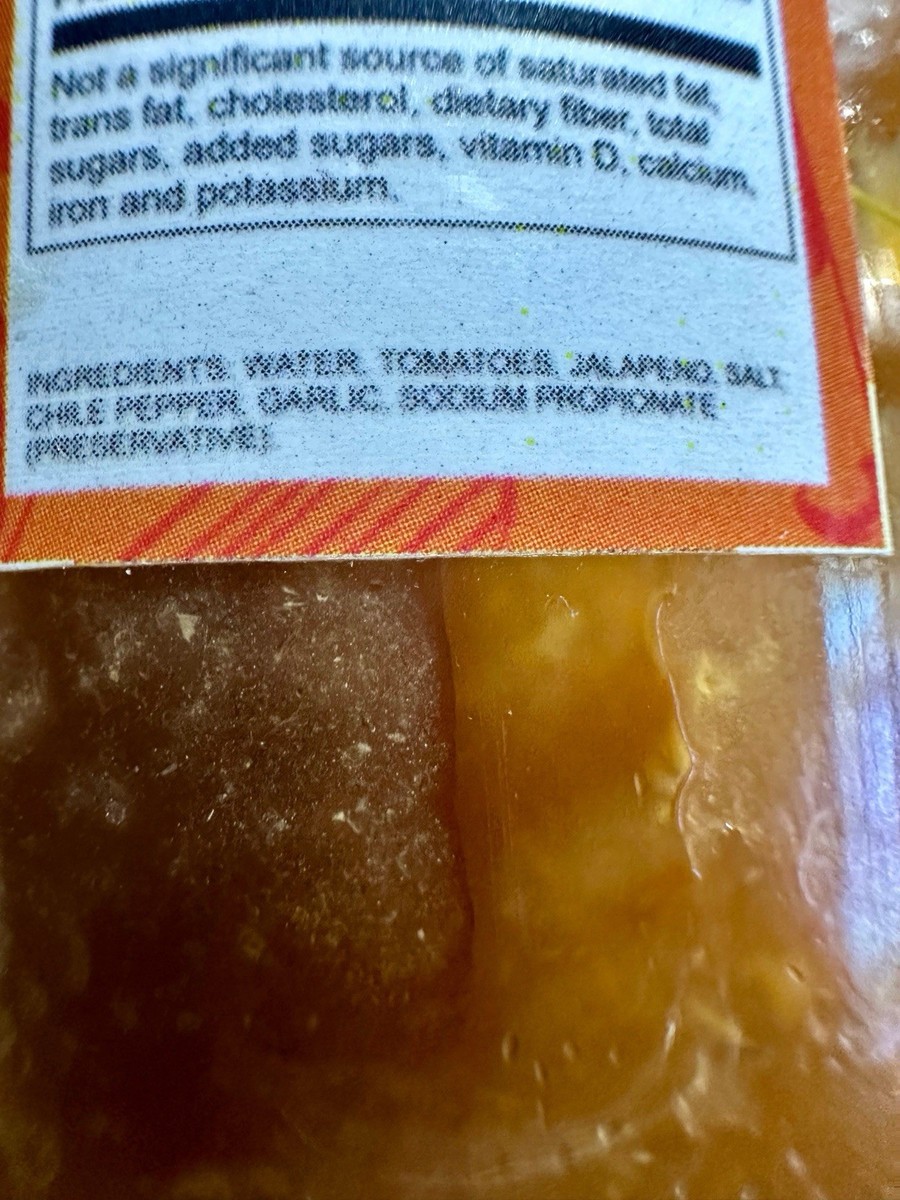 Not a significant source of saturated fat,
trans fat, cholesterol, dietary fiber, total
sugars, added sugars, vitamin D, calcium,
iron and potassium.
INGREDIENTS: WATER, TOMATOES, JALAPENO, SALT,
CHILE PEPPER, GARLIC, SODIUM PROPIONATE
(PRESERVATIVE)